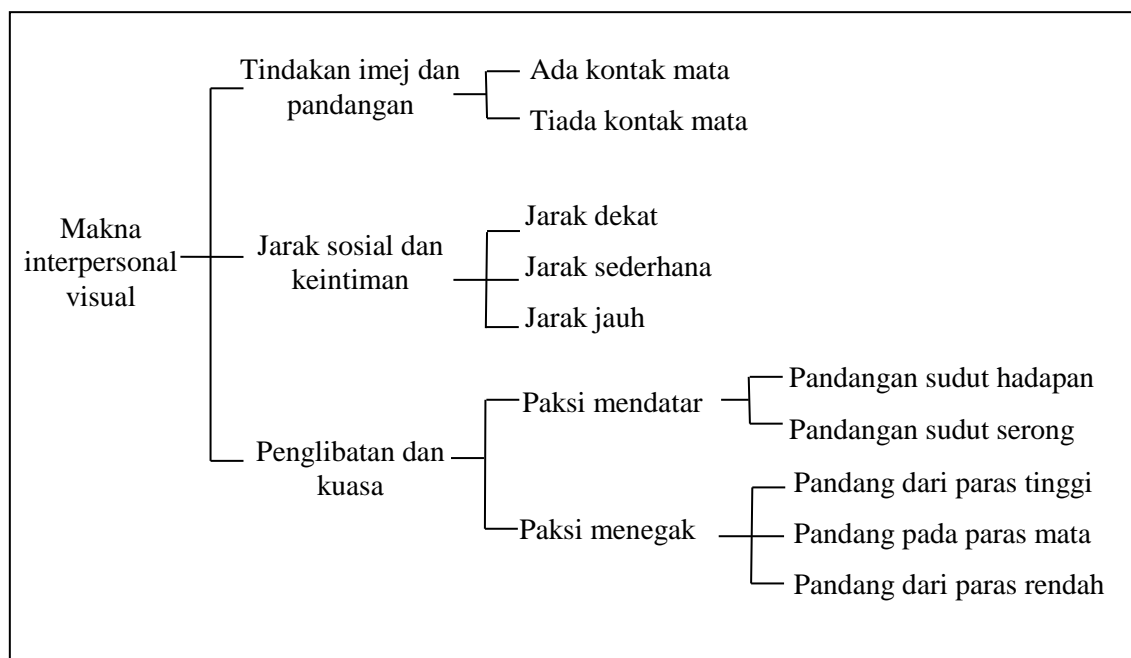 Makna
interpersonal
visual
Tindakan imej dan
pandangan
Ada kontak mata
Tiada kontak mata
Jarak sosial dan
keintiman
Jarak dekat
Jarak sederhana
Jarak jauh
Penglibatan dan
kuasa
Paksi mendatar
Pandangan sudut hadapan
Pandangan sudut serong
Paksi menegak
Pandang dari paras tinggi
Pandang pada paras mata
Pandang dari paras rendah